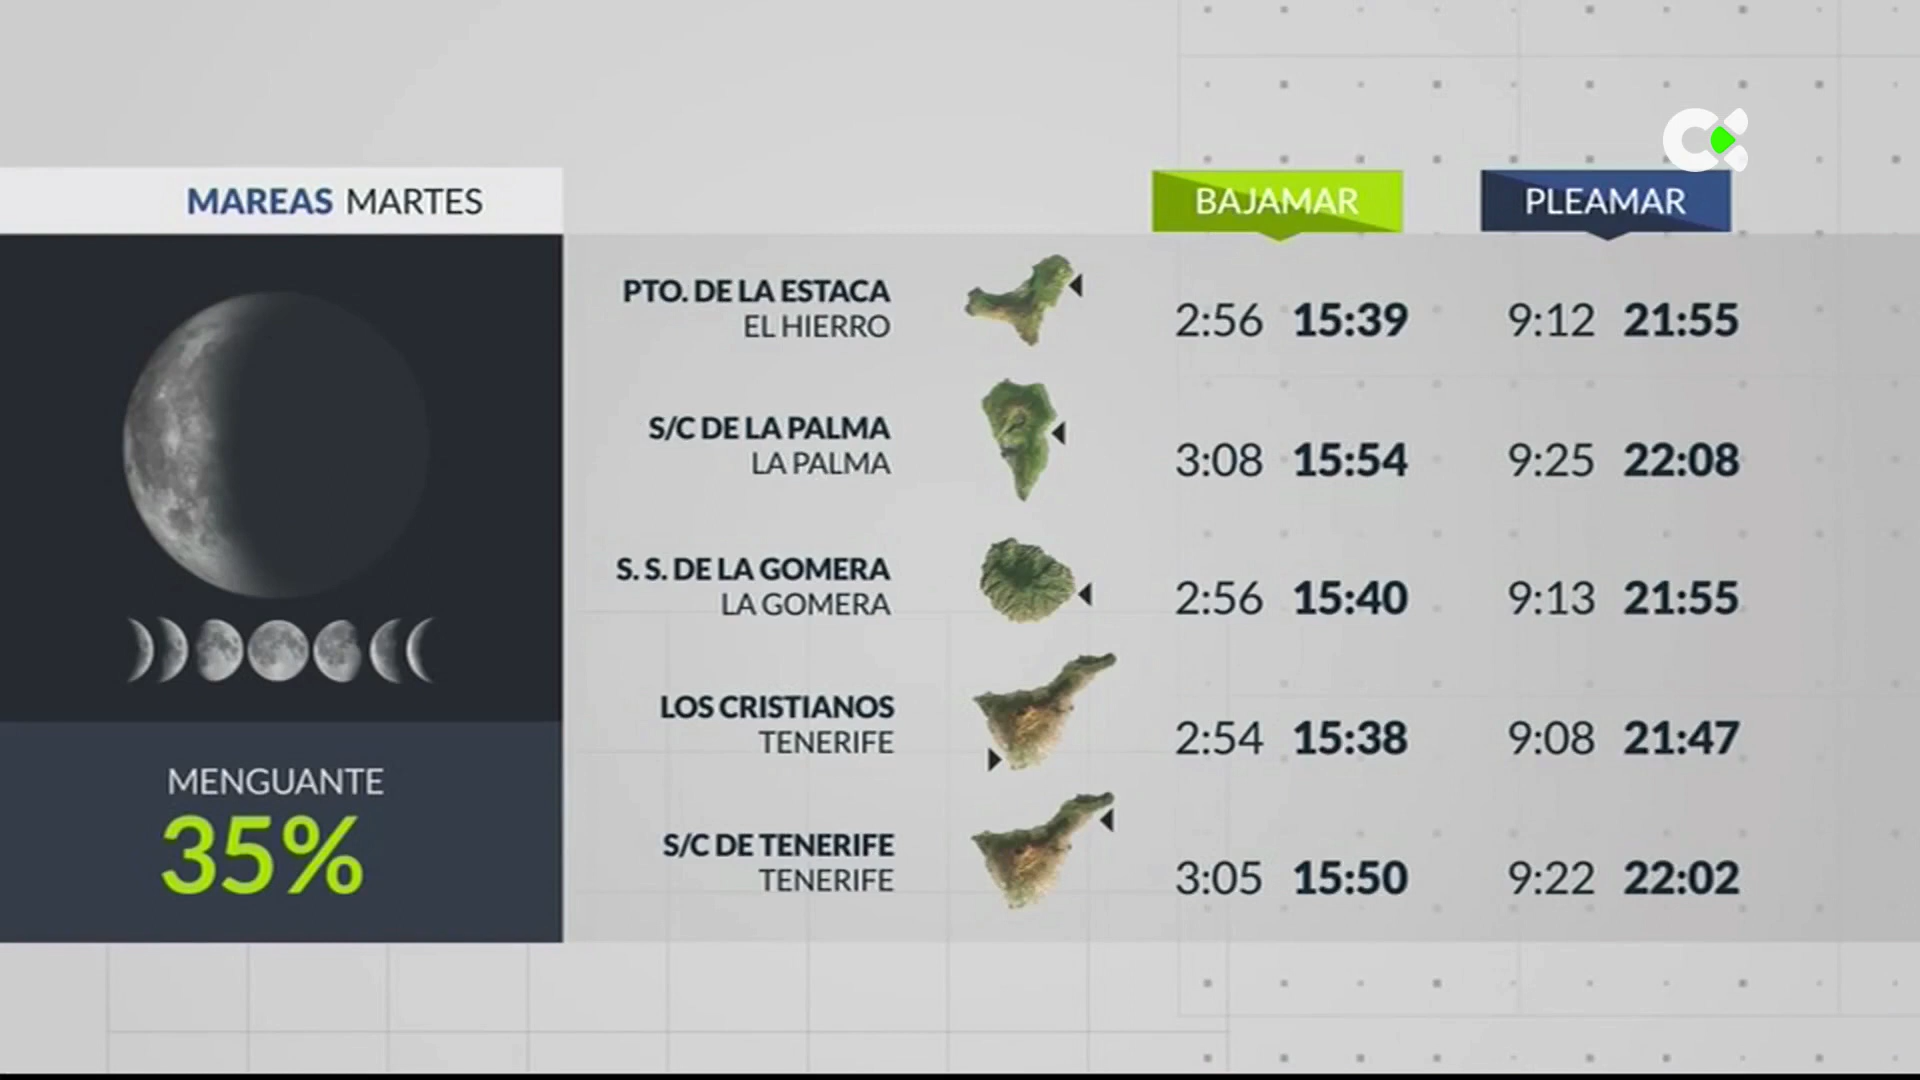 MAREAS MARTES
BAJAMAR PLEAMAR
PTO. DE LA ESTACA
EL HIERRO
2:56 15:39 9:12 21:55
S/C DE LA PALMA
LA PALMA
3:08 15:54 9:25 22:08
S. S. DE LA GOMERA
LA GOMERA
2:56 15:40 9:13 21:55
LOS CRISTIANOS
TENERIFE
2:54 15:38 9:08 21:47
S/C DE TENERIFE
TENERIFE
3:05 15:50 9:22 22:02
MENGUANTE
35%